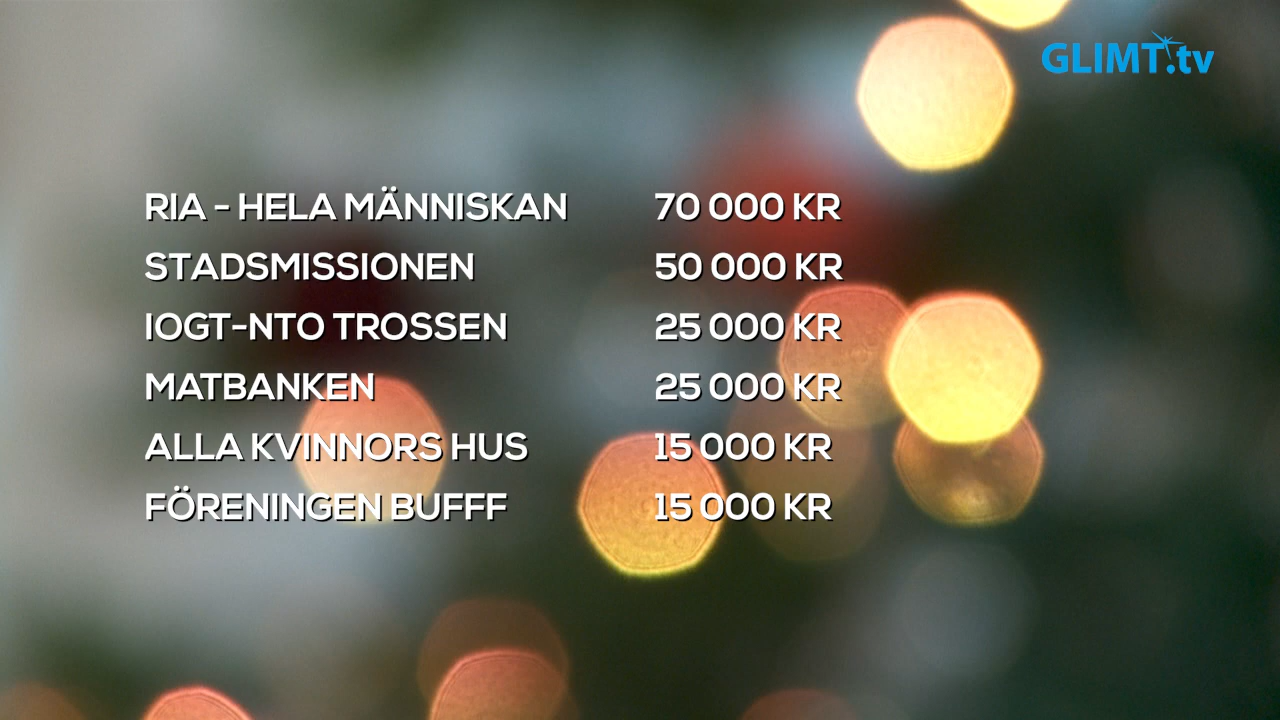 GLIMT.tv
RIA - HELA MÄNNISKAN 70 000 KR
STADSMISSIONEN 50 000 KR
IOGT-NTO TROSSEN 25 000 KR
MATBANKEN 25 000 KR
ALLA KVINNORS HUS 15 000 KR
FÖRENINGEN BUFFF 15 000 KR